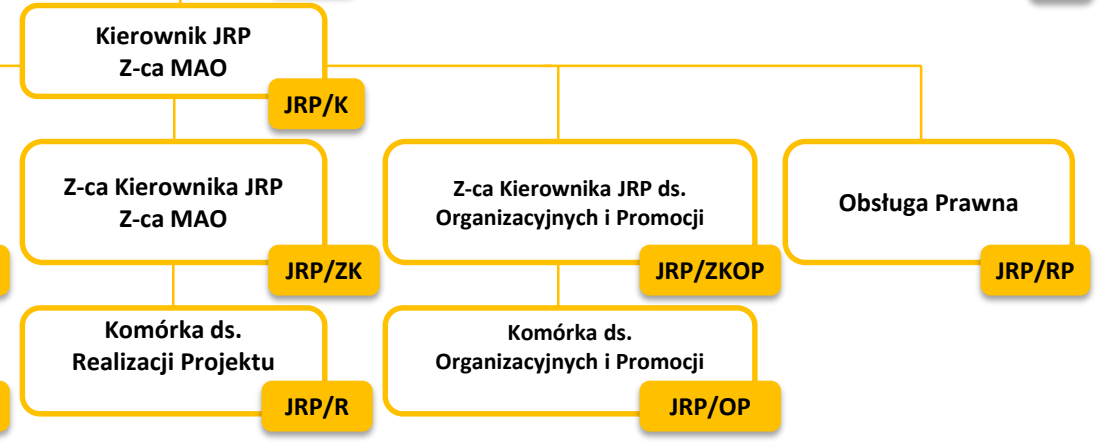 Kierownik JRP
Z-ca MAO
JRP/K
Z-ca Kierownika JRP
Z-ca MAO
JRP/ZK
Z-ca Kierownika JRP ds.
Organizacyjnych i Promocji
JRP/ZKOP
Obsługa Prawna
JRP/RP
Komórka ds.
Realizacji Projektu
JRP/R
Komórka ds.
Organizacyjnych i Promocji
JRP/OP